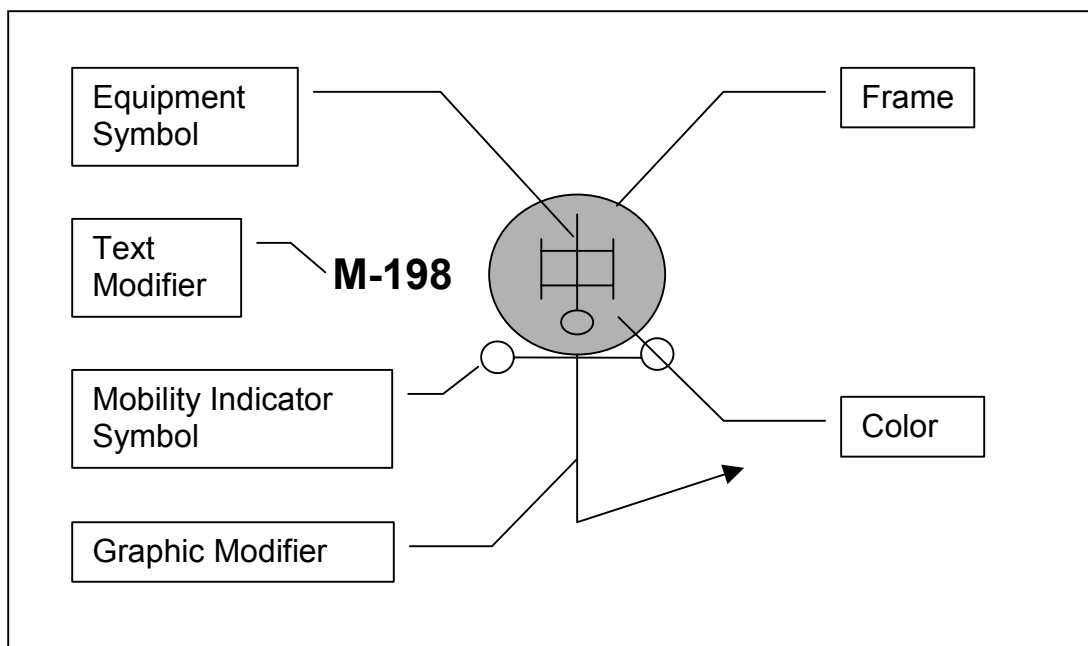 Equipment
Symbol
Frame
Text
Modifier
M-198
Mobility Indicator
Symbol
Color
Graphic Modifier